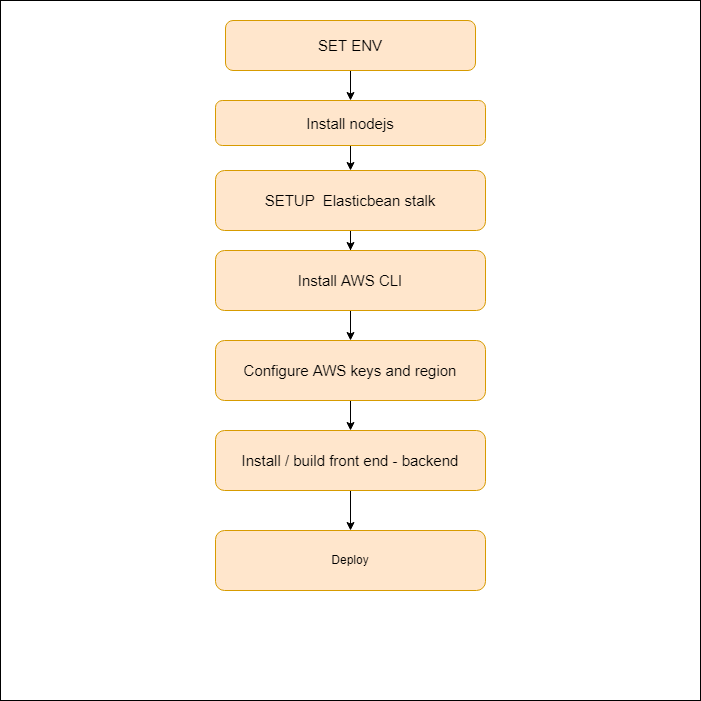 SET ENV
Install nodejs
SETUP  Elasticbean stalk
Install AWS CLI
Configure AWS keys and region
Install / build front end - backend
Deploy